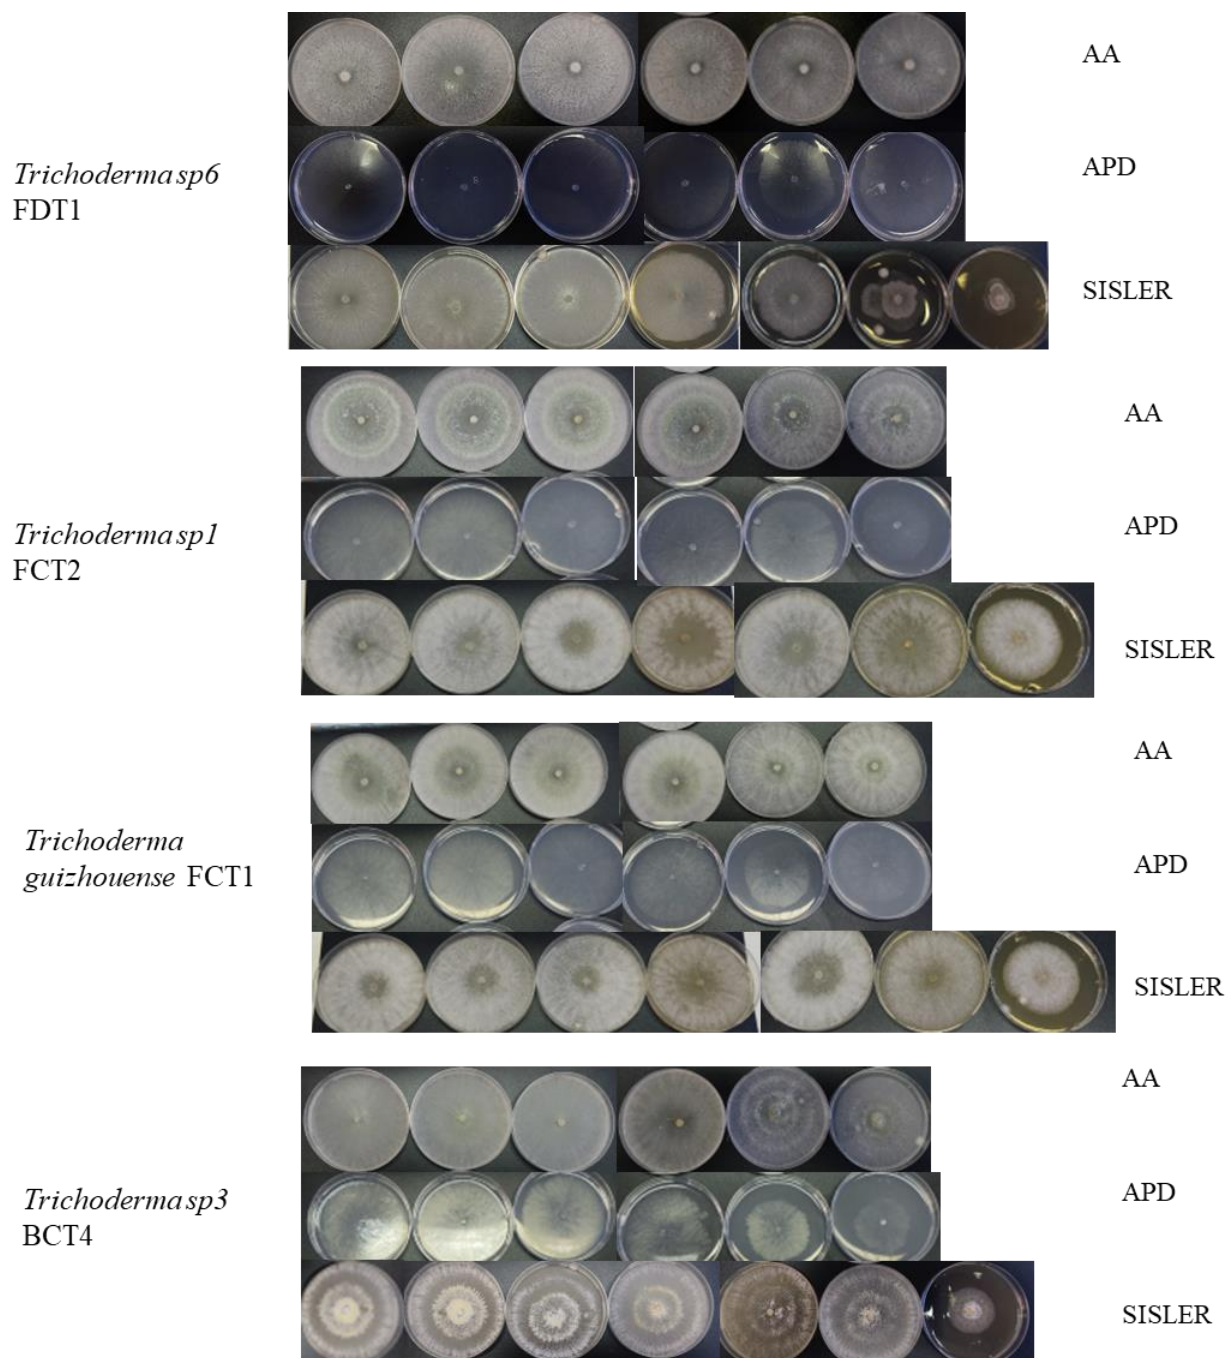 AA
Trichoderma sp6
FDT1
APD
SISLER
AA
Trichoderma sp1
FCT2
APD
SISLER
AA
Trichoderma
guizhouense FCT1
APD
SISLER
AA
Trichoderma sp3
BCT4
APD
SISLER